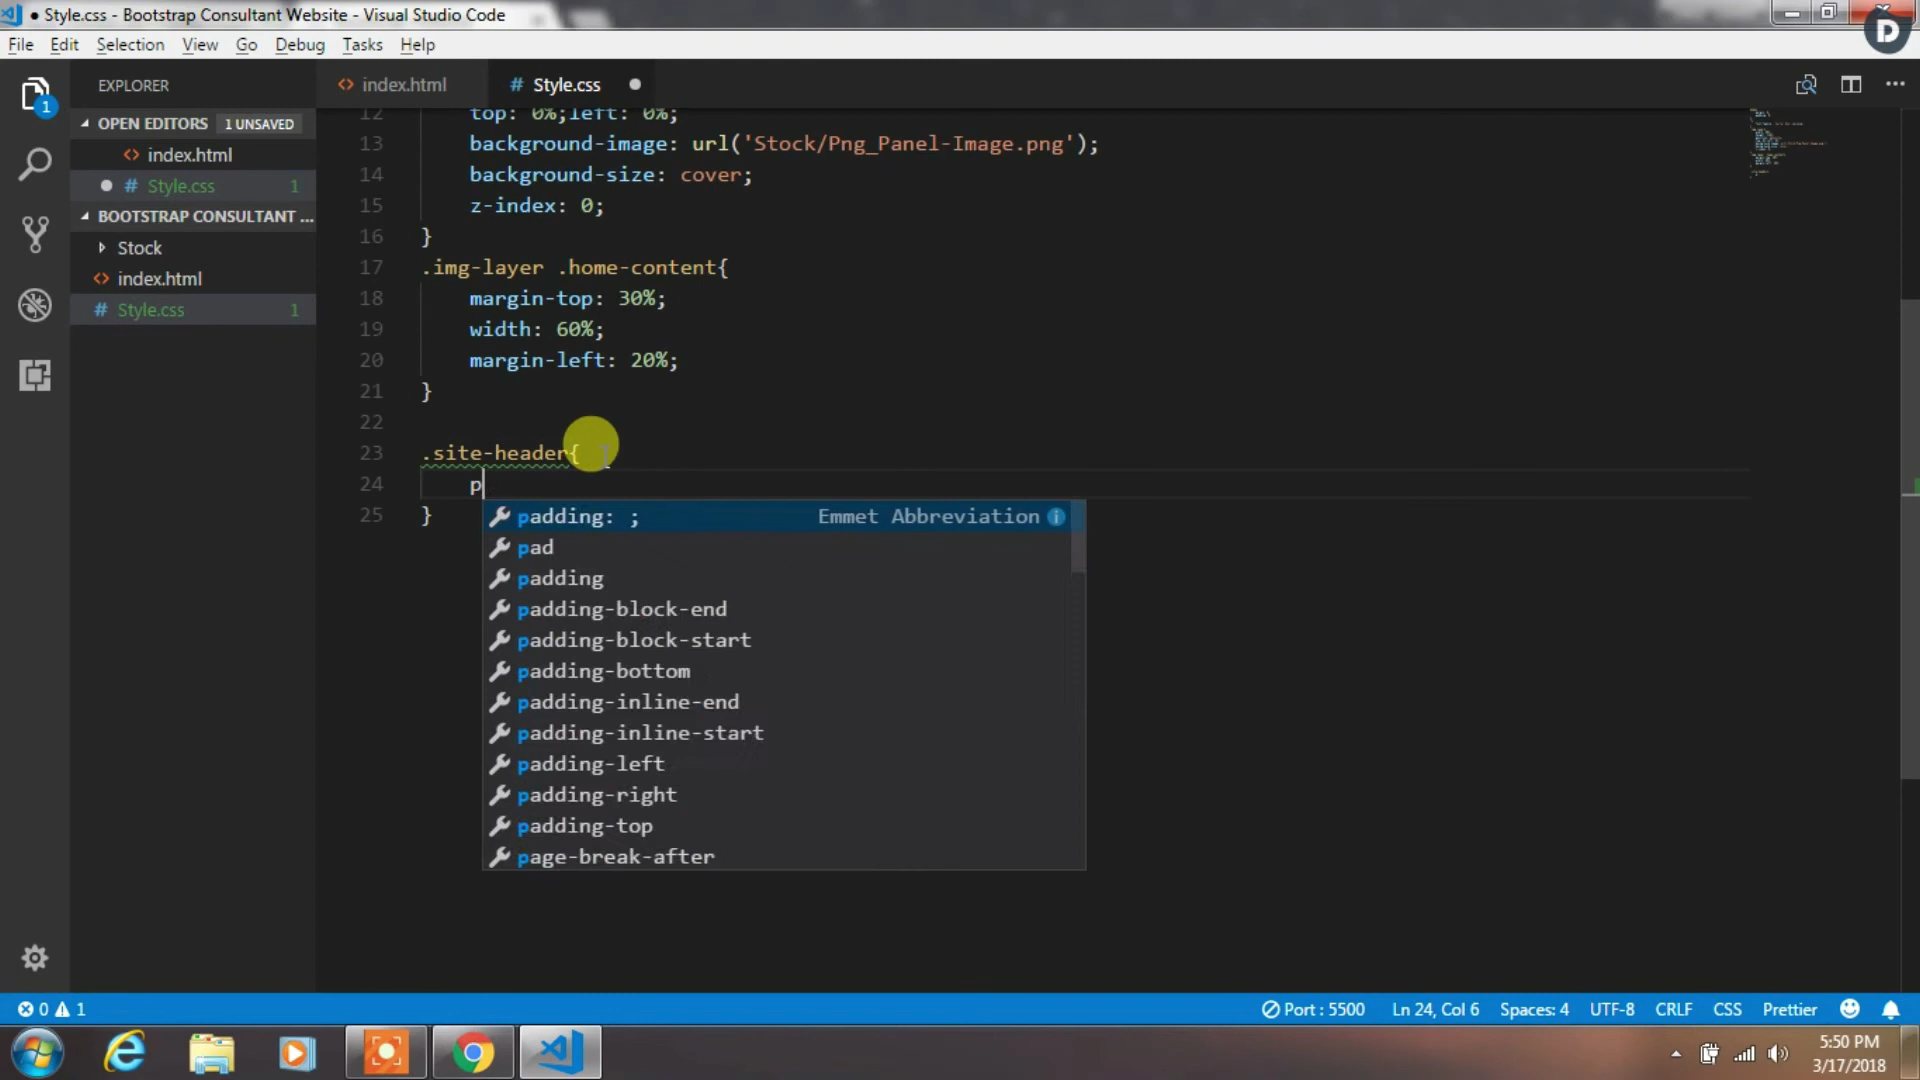 Style.css - Bootstrap Consultant Website - Visual Studio Code
D
File Edit Selection View Go Debug Tasks Help
EXPLORER
index.html
# Style.css
OPEN EDITORS 1 UNSAVED
<> index.html
# Style.css 1
BOOTSTRAP CONSULTANT ...
Stock
<> index.html
# Style.css 1
1
12 top: 0%;left: 0%;
13 background-image: url('Stock/Png_Panel-Image.png');
14 background-size: cover;
15 z-index: 0;
16 }
17 .img-layer .home-content{
18 margin-top: 30%;
19 width: 60%;
20 margin-left: 20%;
21 }
22
23 .site-header{
24 p
25 }
padding: ; Emmet Abbreviation
pad
padding
padding-block-end
padding-block-start
padding-bottom
padding-inline-end
padding-inline-start
padding-left
padding-right
padding-top
page-break-after
0 1 Port : 5500 Ln 24, Col 6 Spaces: 4 UTF-8 CRLF CSS Prettier
5:50 PM
3/17/2018